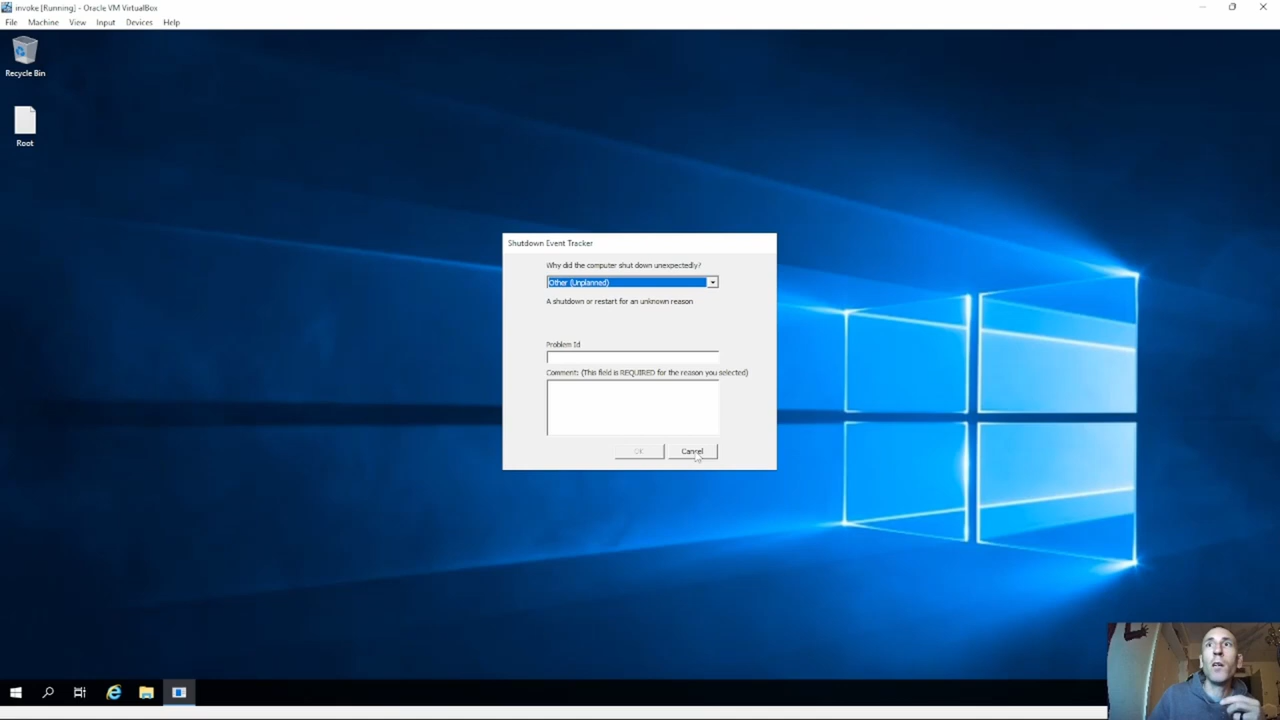 invoke [Running] - Oracle VM VirtualBox
File Machine View Input Devices Help
Recycle Bin
Root
Shutdown Event Tracker
Why did the computer shut down unexpectedly?
Other (Unplanned)
A shutdown or restart for an unknown reason
Problem Id
Comment: (This field is REQUIRED for the reason you selected)
OK Cancel